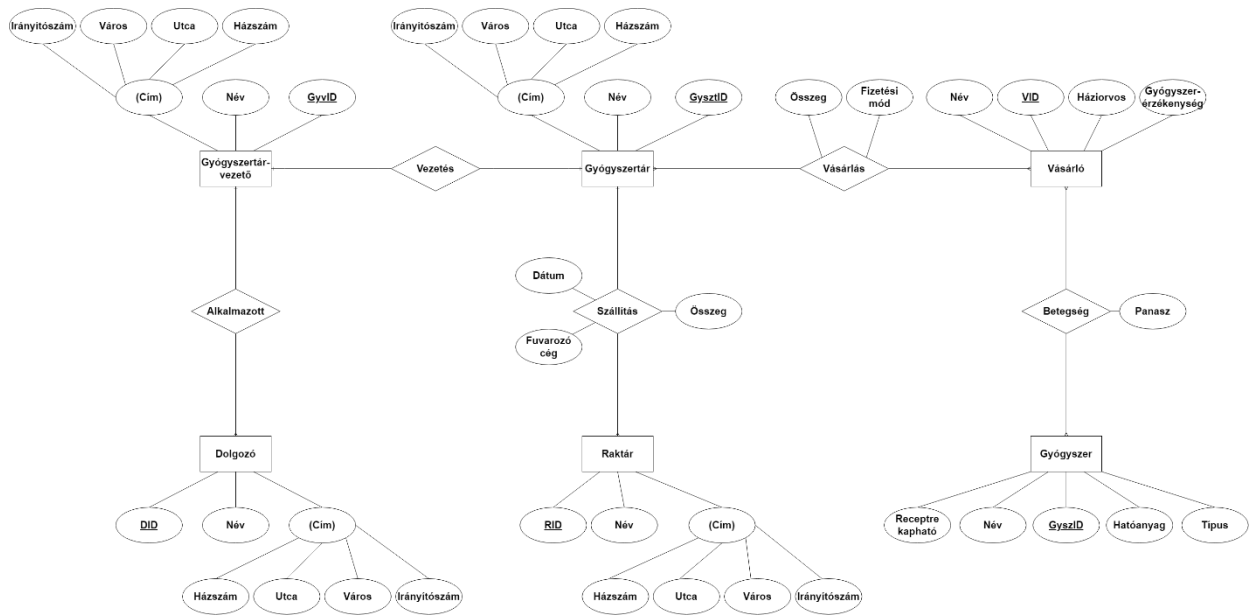 Irányítószám
Város
Utca
Házszám
Irányítószám
Város
Utca
Házszám
(Cím)
Név
GyvID
(Cím)
Név
GysztID
Összeg
Fizetési
mód
Név
VID
Háziorvos
Gyógyszer-
érzékenység
Gyógyszertár-
vezető
Vezetés
Gyógyszertár
Vásárlás
Vásárló
Alkalmazott
Dátum
Szállítás
Összeg
Fuvarozó
cég
Betegség
Panasz
Dolgozó
Raktár
Gyógyszer
DID
Név
(Cím)
RID
Név
(Cím)
Receptre
kapható
Név
GyszID
Hatóanyag
Típus
Házszám
Utca
Város
Irányítószám
Házszám
Utca
Város
Irányítószám